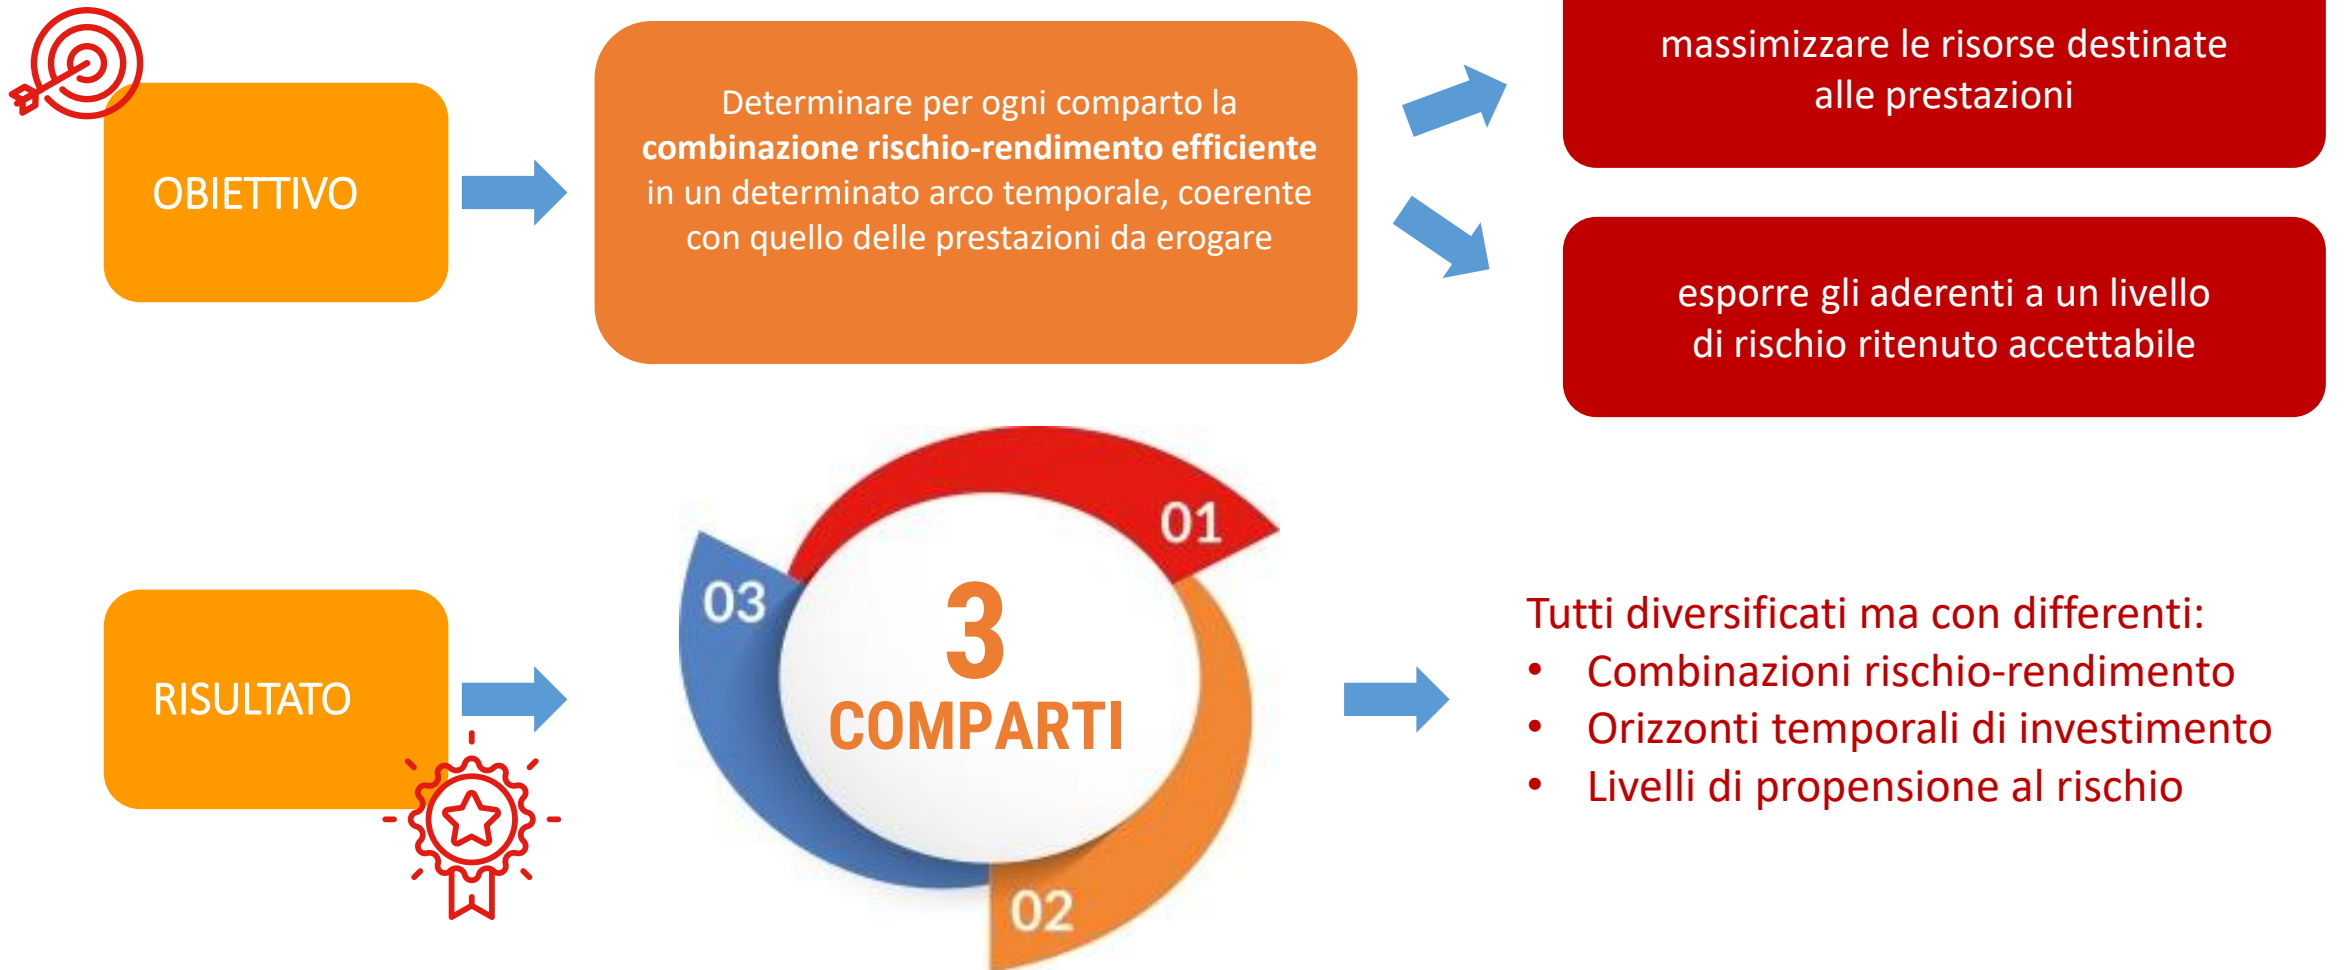 OBIETTIVO
Determinare per ogni comparto la
combinazione rischio-rendimento efficiente
in un determinato arco temporale, coerente
con quello delle prestazioni da erogare
massimizzare le risorse destinate
alle prestazioni
esporre gli aderenti a un livello
di rischio ritenuto accettabile
RISULTATO
01
02
03
3
COMPARTI
Tutti diversificati ma con differenti:
• Combinazioni rischio-rendimento
• Orizzonti temporali di investimento
• Livelli di propensione al rischio